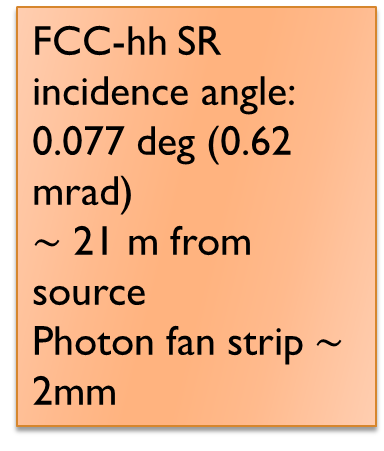 FCC-hh SR
incidence angle:
0.077 deg (0.62
mrad)
~ 21 m from
source
Photon fan strip ~
2mm